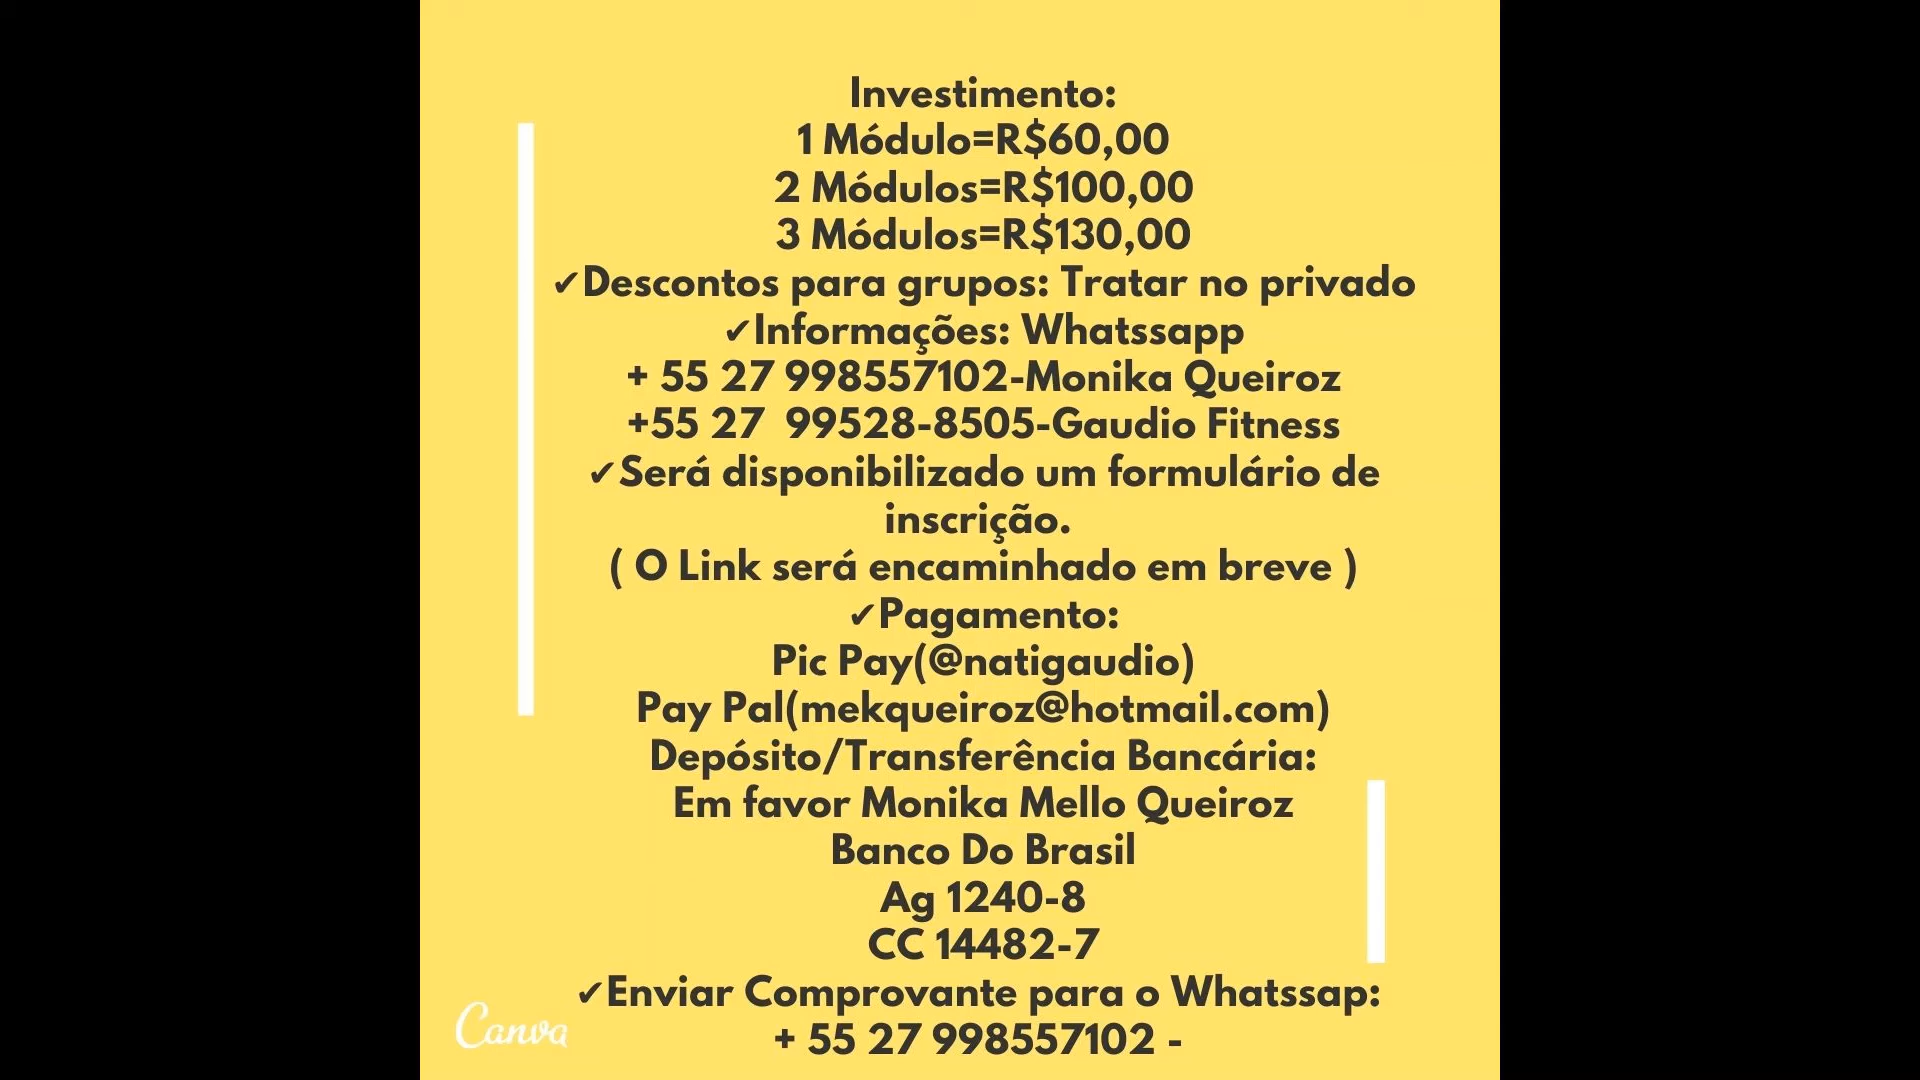 Investimento:
1 Módulo=R$60,00
2 Módulos=R$100,00
3 Módulos=R$130,00
✔Descontos para grupos: Tratar no privado
✔Informações: Whatssapp
+ 55 27 998557102-Monika Queiroz
+55 27  99528-8505-Gaudio Fitness
✔Será disponibilizado um formulário de
inscrição.
( O Link será encaminhado em breve )
✔Pagamento:
Pic Pay(@natigaudio)
Pay Pal(mekqueiroz@hotmail.com)
Depósito/Transferência Bancária:
Em favor Monika Mello Queiroz
Banco Do Brasil
Ag 1240-8
CC 14482-7
✔Enviar Comprovante para o Whatssap:
+ 55 27 998557102 -
Canva